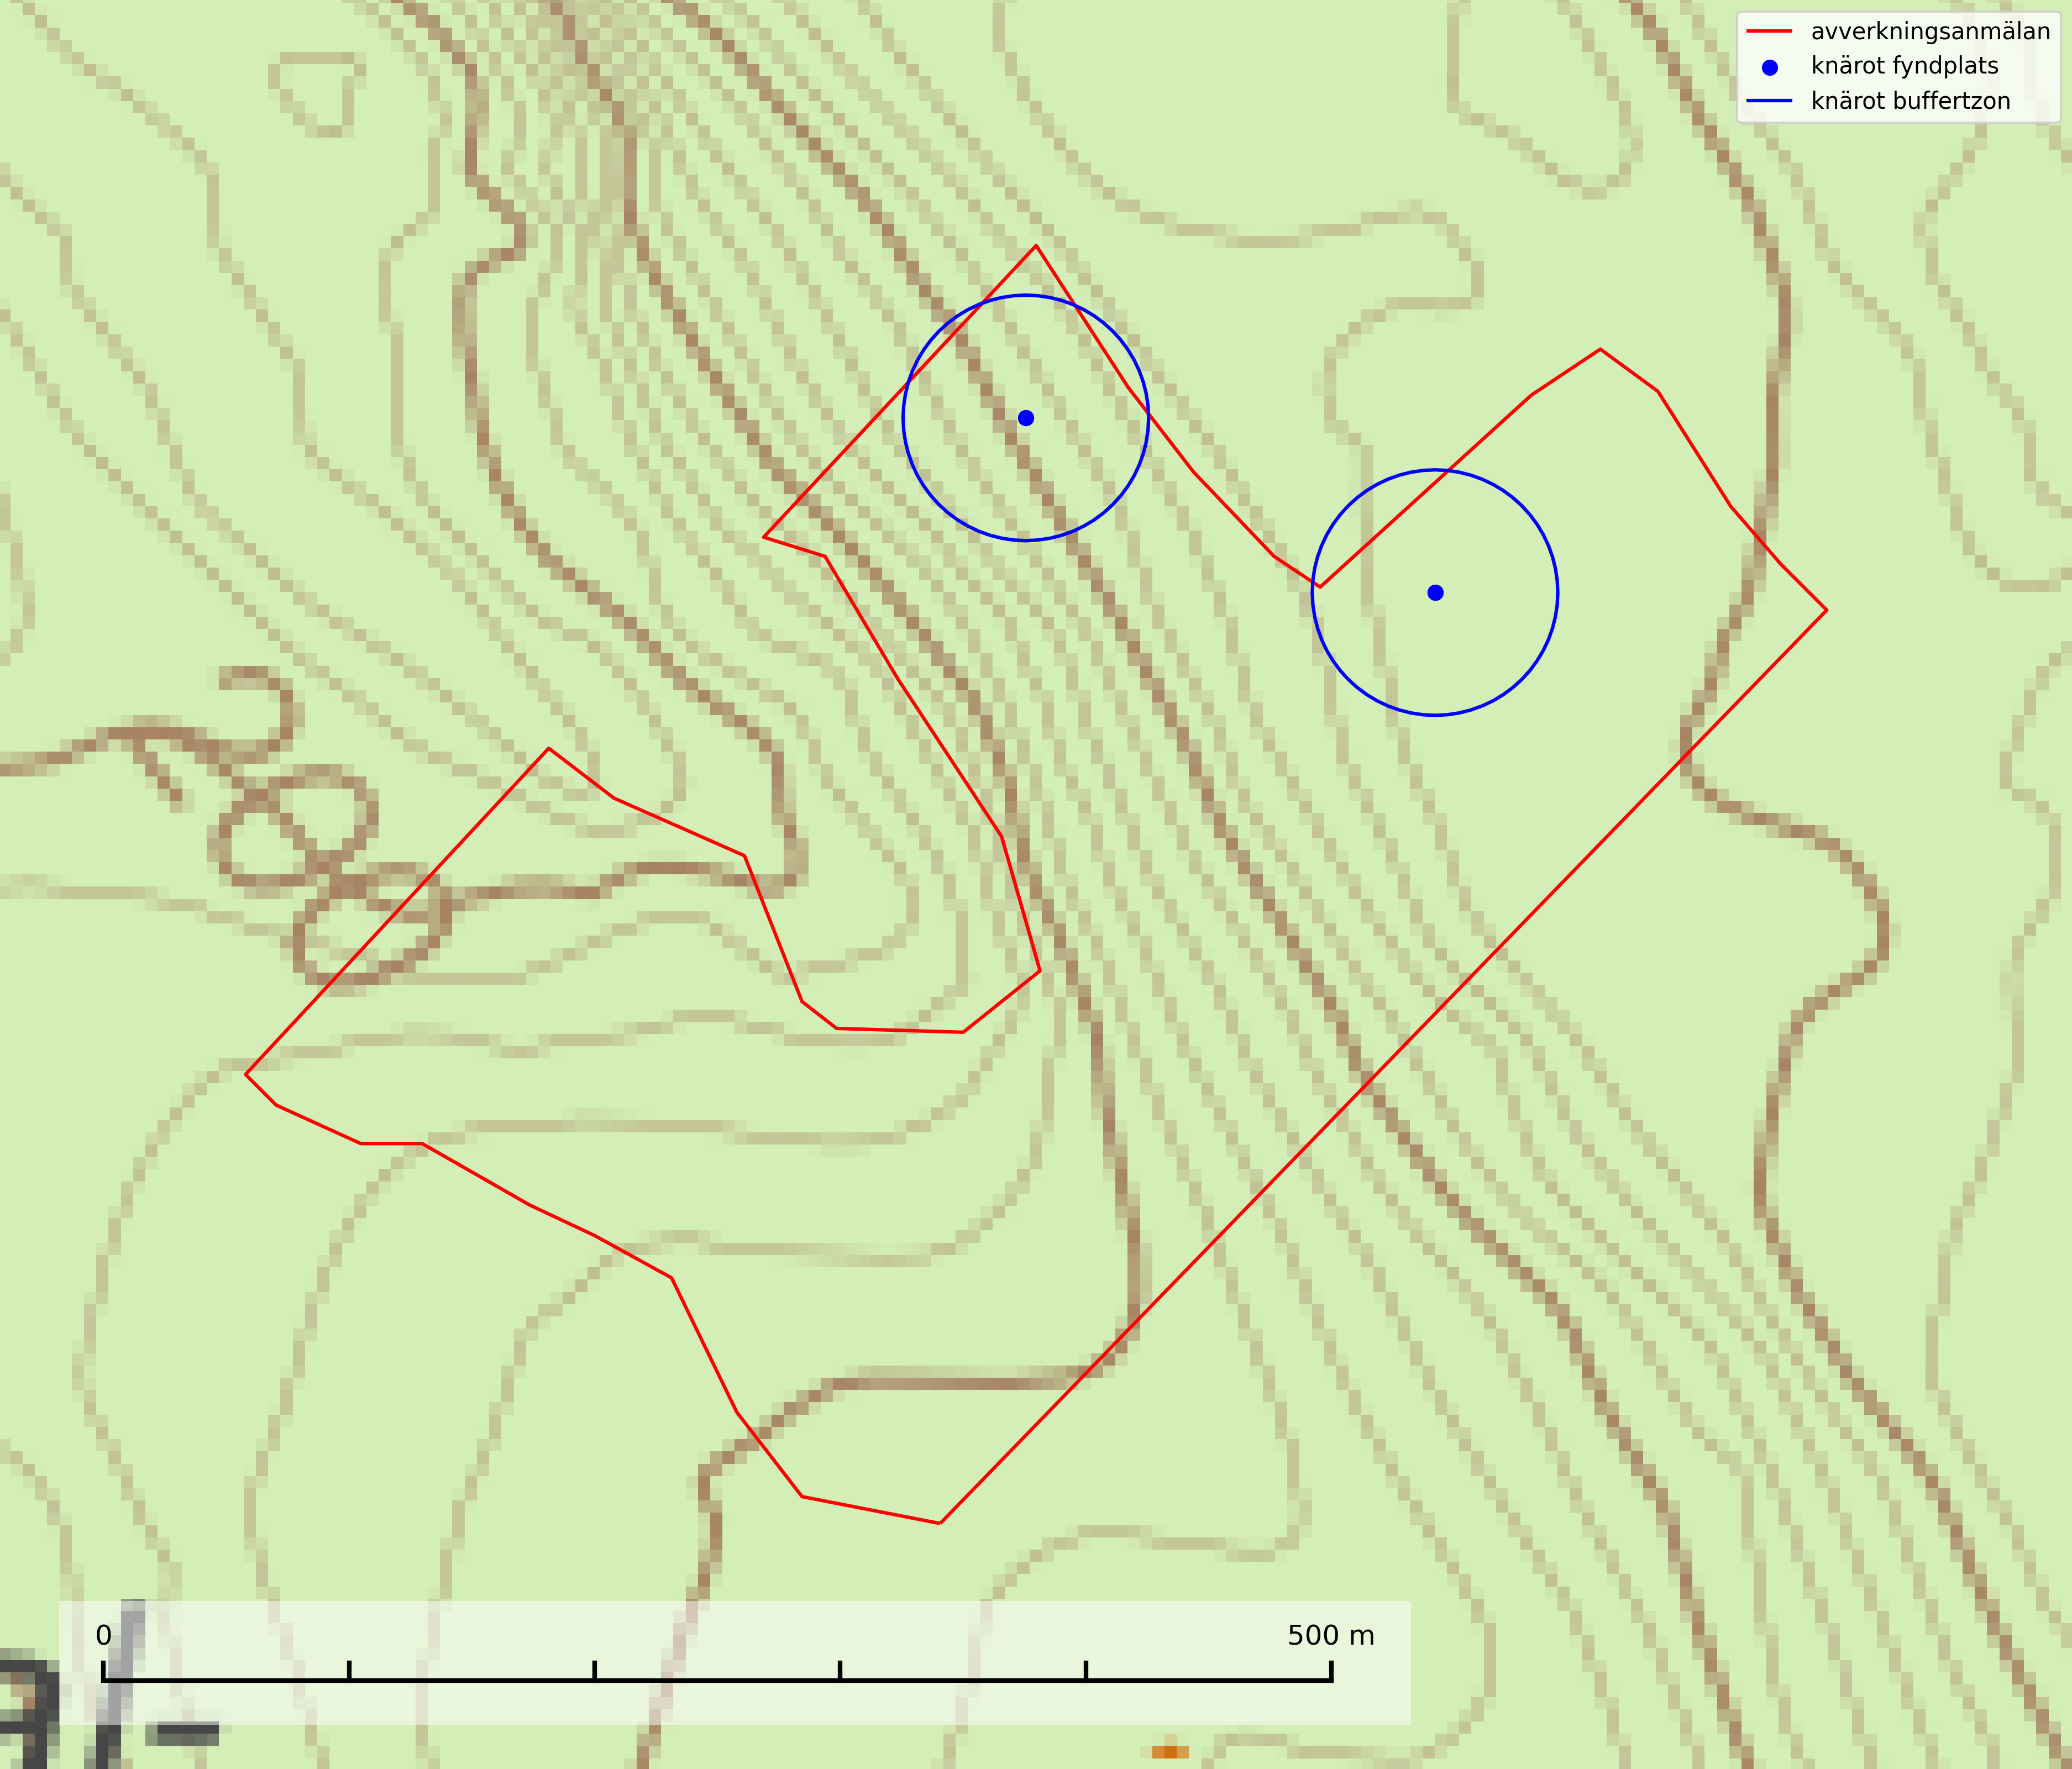 avverkningsanmälan
knärot fyndplats
knärot buffertzon
0
500 m